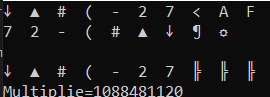 ↓ ▲ # ( - 2 7 < A F
7 2 - ( # ▲ ↓ ¶ ☼
↓ ▲ # ( - 2 7 ╠ ╠ ╠
Multiplie=1088481120